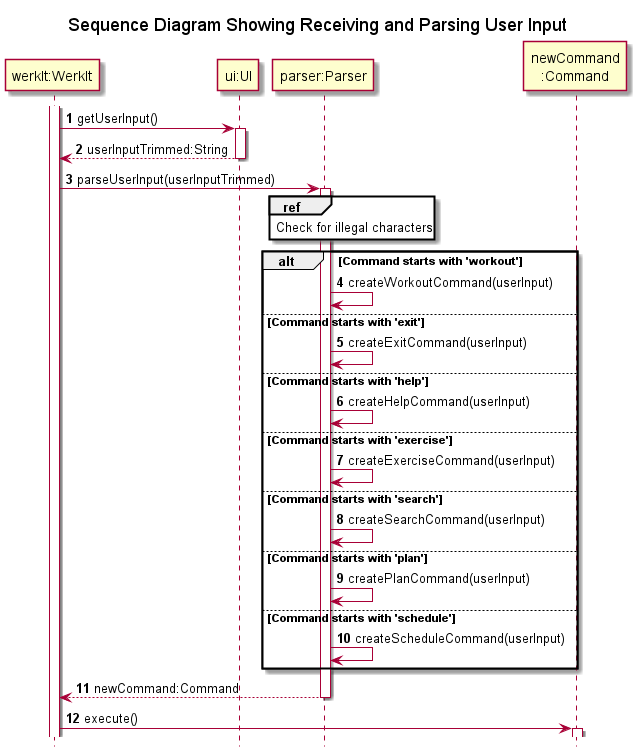 Sequence Diagram Showing Receiving and Parsing User Input
werkIt:WerkIt
ui:UI
parser:Parser
newCommand
:Command
1 getUserInput()
2 userInputTrimmed:String
3 parseUserInput(userInputTrimmed)
ref
Check for illegal characters
alt
[Command starts with 'workout']
4 createWorkoutCommand(userInput)
[Command starts with 'exit']
5 createExitCommand(userInput)
[Command starts with 'help']
6 createHelpCommand(userInput)
[Command starts with 'exercise']
7 createExerciseCommand(userInput)
[Command starts with 'search']
8 createSearchCommand(userInput)
[Command starts with 'plan']
9 createPlanCommand(userInput)
[Command starts with 'schedule']
10 createScheduleCommand(userInput)
11 newCommand:Command
12 execute()